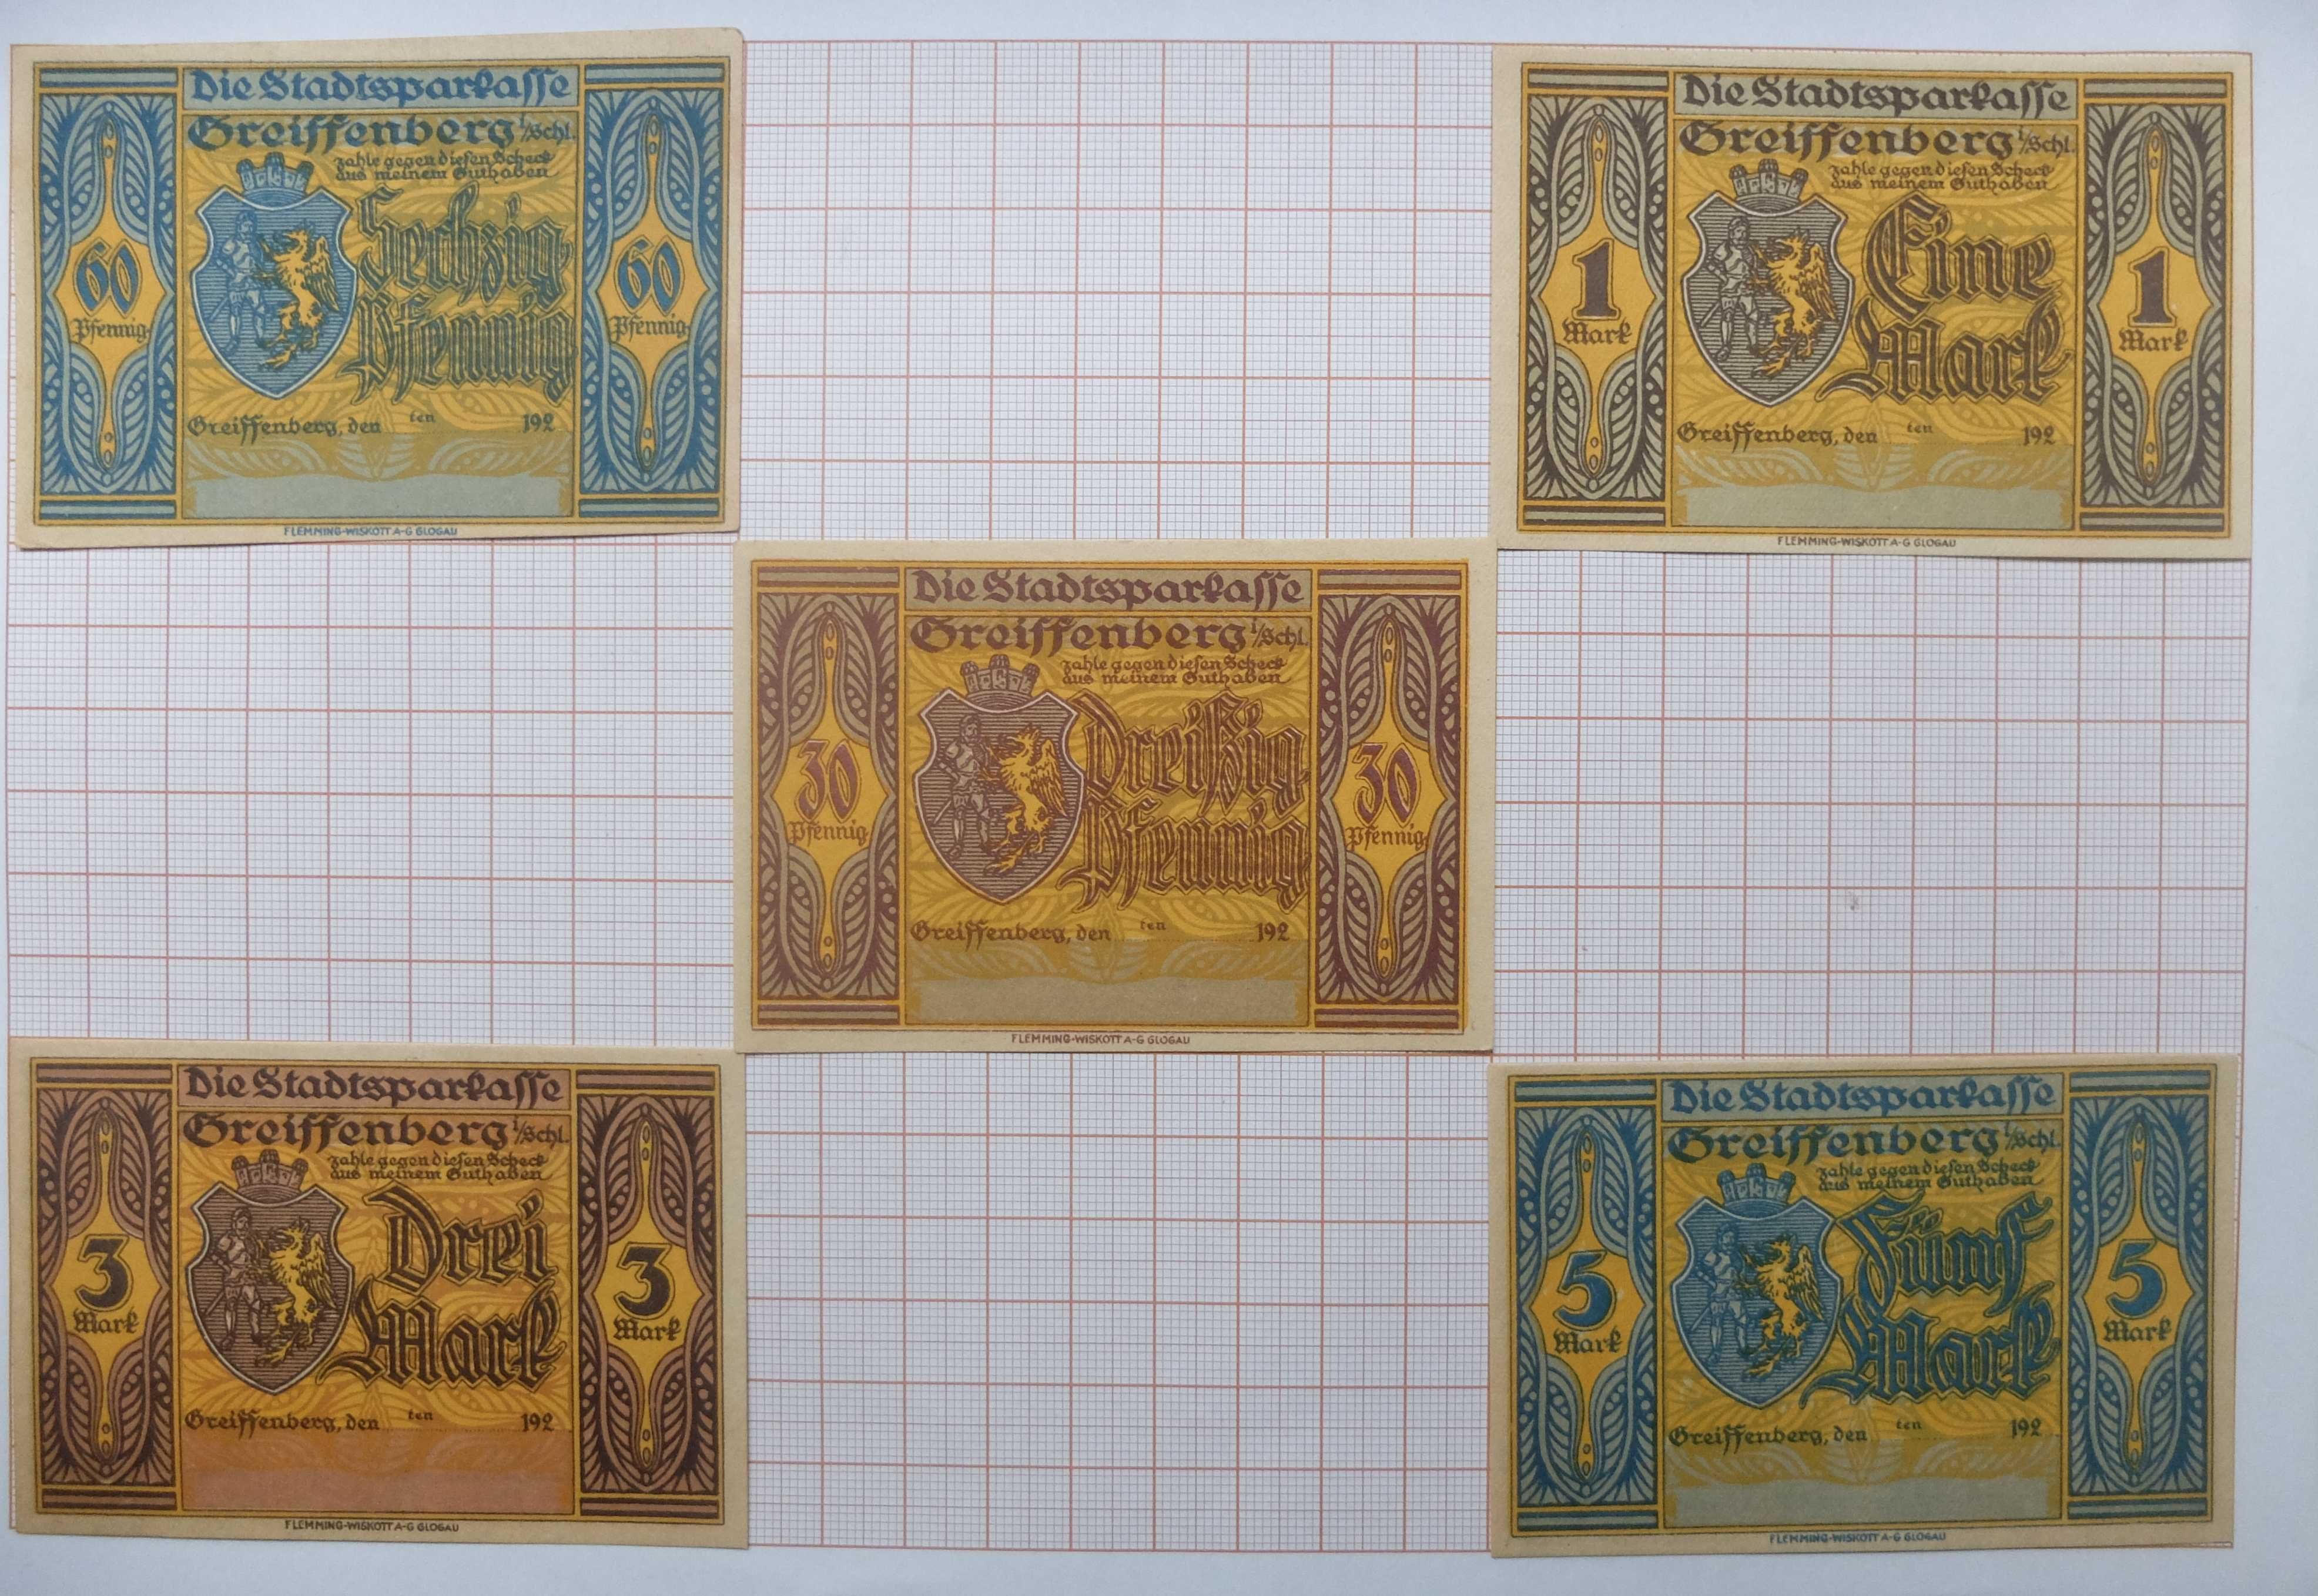 Die Stadtsparkasse
Greiffenberg i/Schl.
zahle gegen diesen Scheck
aus meinem Guthaben
60
Pfennig
Sechzig
Pfennig
60
Pfennig
Greiffenberg, den ten 192
FLEMMING-WISKOTT A-G GLOGAU
Die Stadtsparkasse
Greiffenberg i/Schl.
zahle gegen diesen Scheck
aus meinem Guthaben
1
Mark
Eine
Mark
1
Mark
Greiffenberg, den ten 192
FLEMMING-WISKOTT A-G GLOGAU
Die Stadtsparkasse
Greiffenberg i/Schl.
zahle gegen diesen Scheck
aus meinem Guthaben
30
Pfennig
Dreißig
Pfennig
30
Pfennig
Greiffenberg, den ten 192
FLEMMING-WISKOTT A-G GLOGAU
Die Stadtsparkasse
Greiffenberg i/Schl.
zahle gegen diesen Scheck
aus meinem Guthaben
3
Mark
Drei
Mark
3
Mark
Greiffenberg, den ten 192
FLEMMING-WISKOTT A-G GLOGAU
Die Stadtsparkasse
Greiffenberg i/Schl.
zahle gegen diesen Scheck
aus meinem Guthaben
5
Mark
Fünf
Mark
5
Mark
Greiffenberg, den ten 192
FLEMMING-WISKOTT A-G GLOGAU